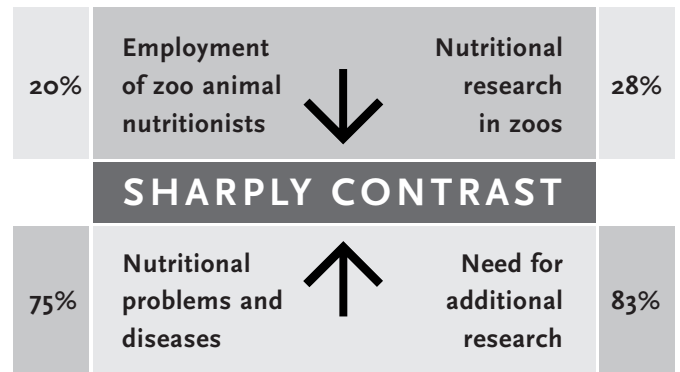 20%
Employment
of zoo animal
nutritionists
Nutritional
research
in zoos
28%
SHARPLY CONTRAST
75%
Nutritional
problems and
diseases
Need for
additional
research
83%